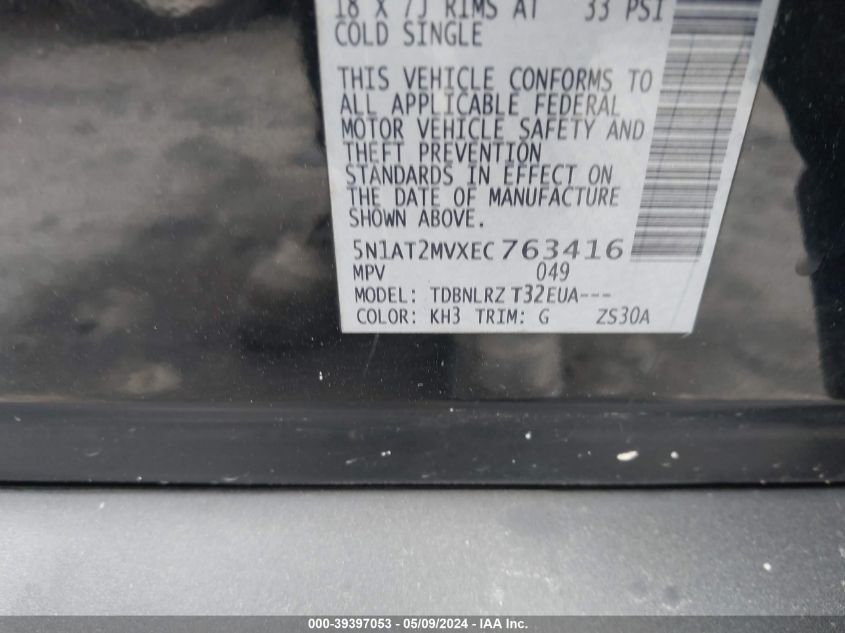 18 X 7J RIMS AT 33 PSI
COLD SINGLE
THIS VEHICLE CONFORMS TO
ALL APPLICABLE FEDERAL
MOTOR VEHICLE SAFETY AND
THEFT PREVENTION
STANDARDS IN EFFECT ON
THE DATE OF MANUFACTURE
SHOWN ABOVE.
5N1AT2MVXEC763416
MPV 049
MODEL: TDBNLRZ T32EUA---
COLOR: KH3 TRIM: G ZS30A
000-39397053 - 05/09/2024 - IAA Inc.